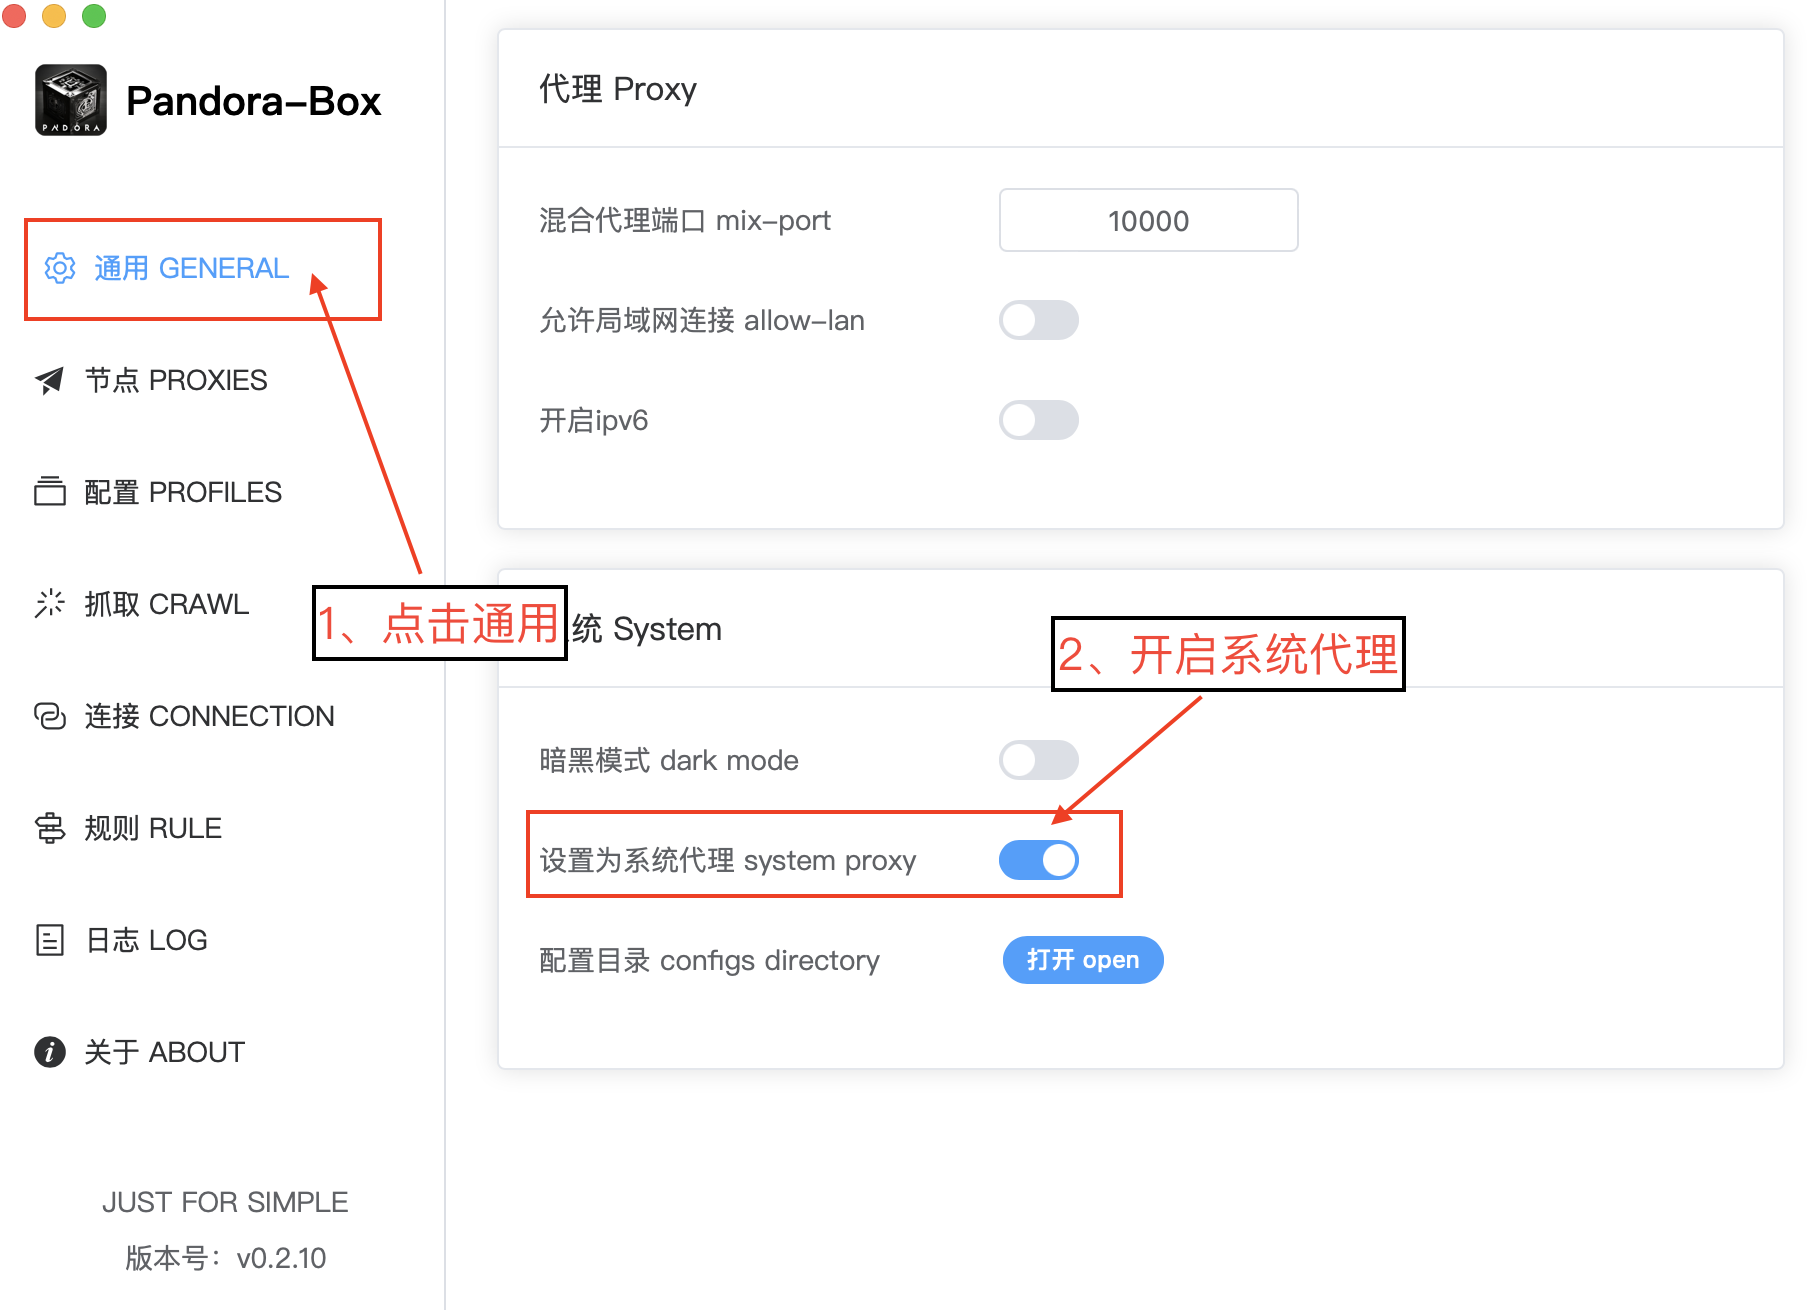 PANDORA
Pandora-Box
通用 GENERAL
节点 PROXIES
配置 PROFILES
抓取 CRAWL
连接 CONNECTION
规则 RULE
日志 LOG
关于 ABOUT
JUST FOR SIMPLE
版本号：v0.2.10
代理 Proxy
混合代理端口 mix-port
10000
允许局域网连接 allow-lan
开启ipv6
1、点击通用
统 System
2、开启系统代理
暗黑模式 dark mode
设置为系统代理 system proxy
配置目录 configs directory
打开 open